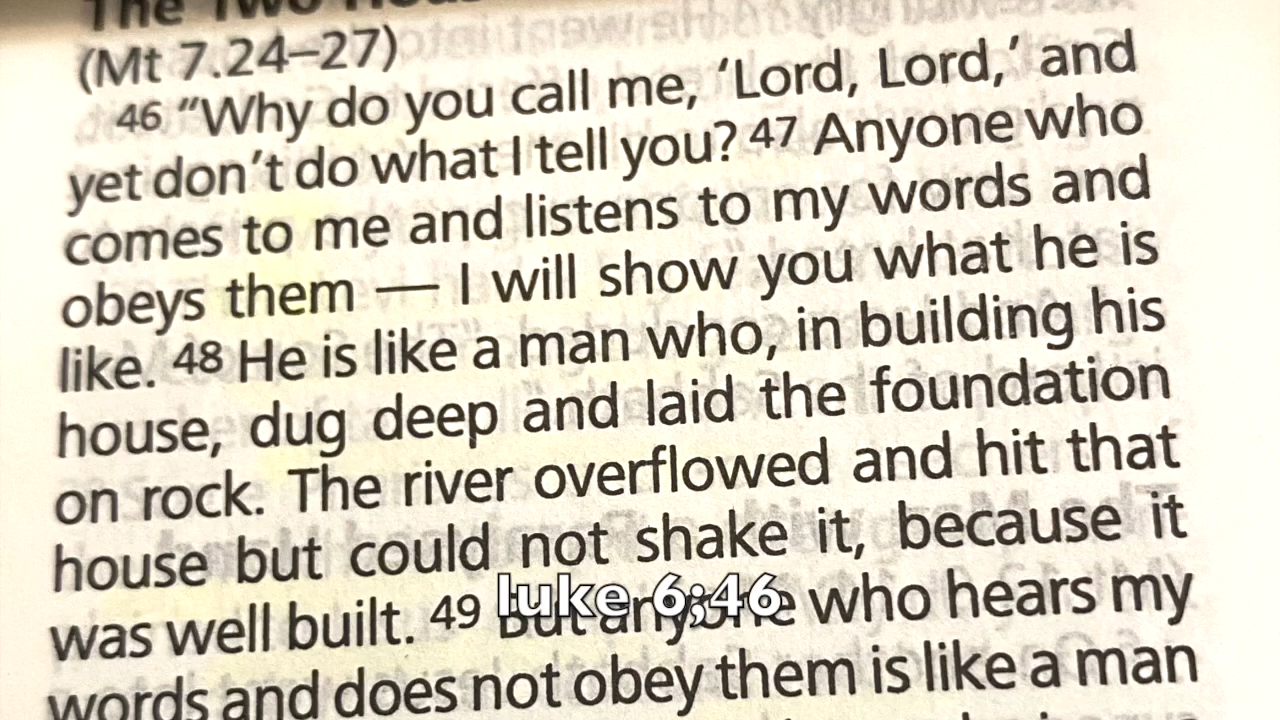 The Two
(Mt 7.24–27)
46 “Why do you call me, ‘Lord, Lord,’ and
yet don’t do what I tell you? 47 Anyone who
comes to me and listens to my words and
obeys them — I will show you what he is
like. 48 He is like a man who, in building his
house, dug deep and laid the foundation
on rock. The river overflowed and hit that
house but could not shake it, because it
was well built. 49 But anyone who hears my
luke 6;46
words and does not obey them is like a man